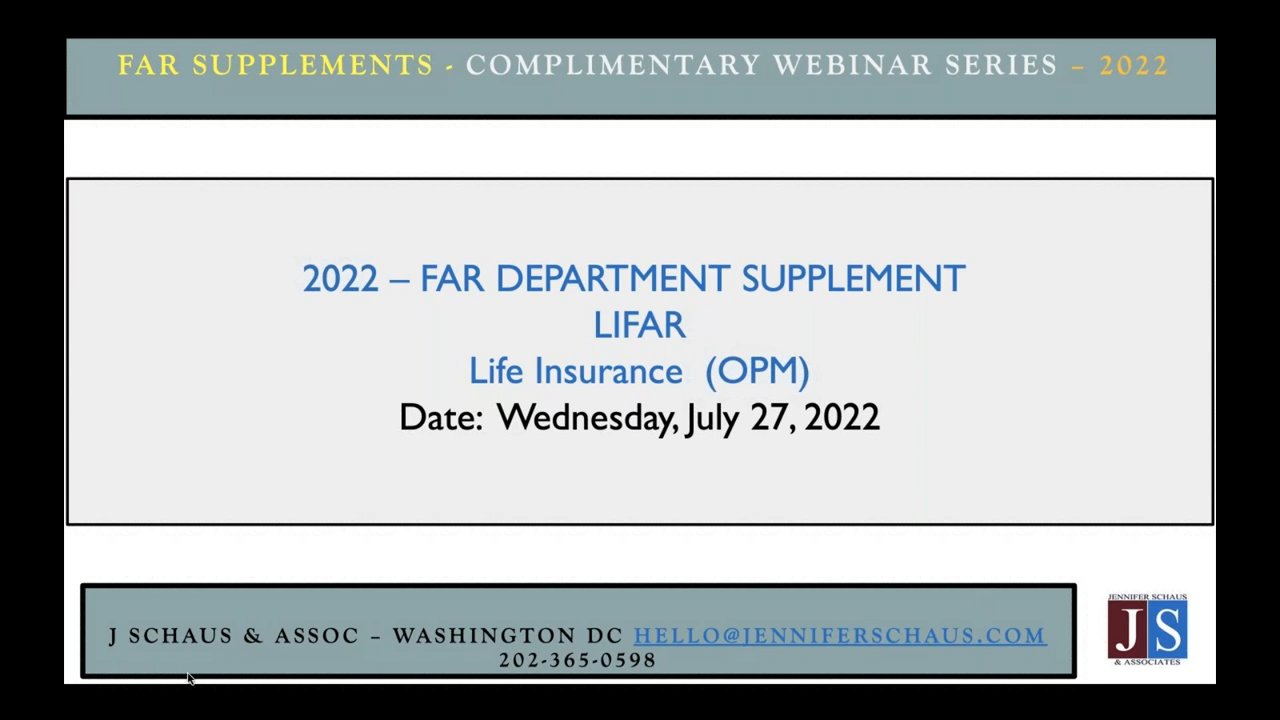 FAR SUPPLEMENTS - COMPLIMENTARY WEBINAR SERIES – 2022
2022 – FAR DEPARTMENT SUPPLEMENT
LIFAR
Life Insurance (OPM)
Date: Wednesday, July 27, 2022
J SCHAUS & ASSOC – WASHINGTON DC HELLO@JENNIFERSCHAUS.COM
202-365-0598
JENNIFER SCHAUS
JS
& ASSOCIATES